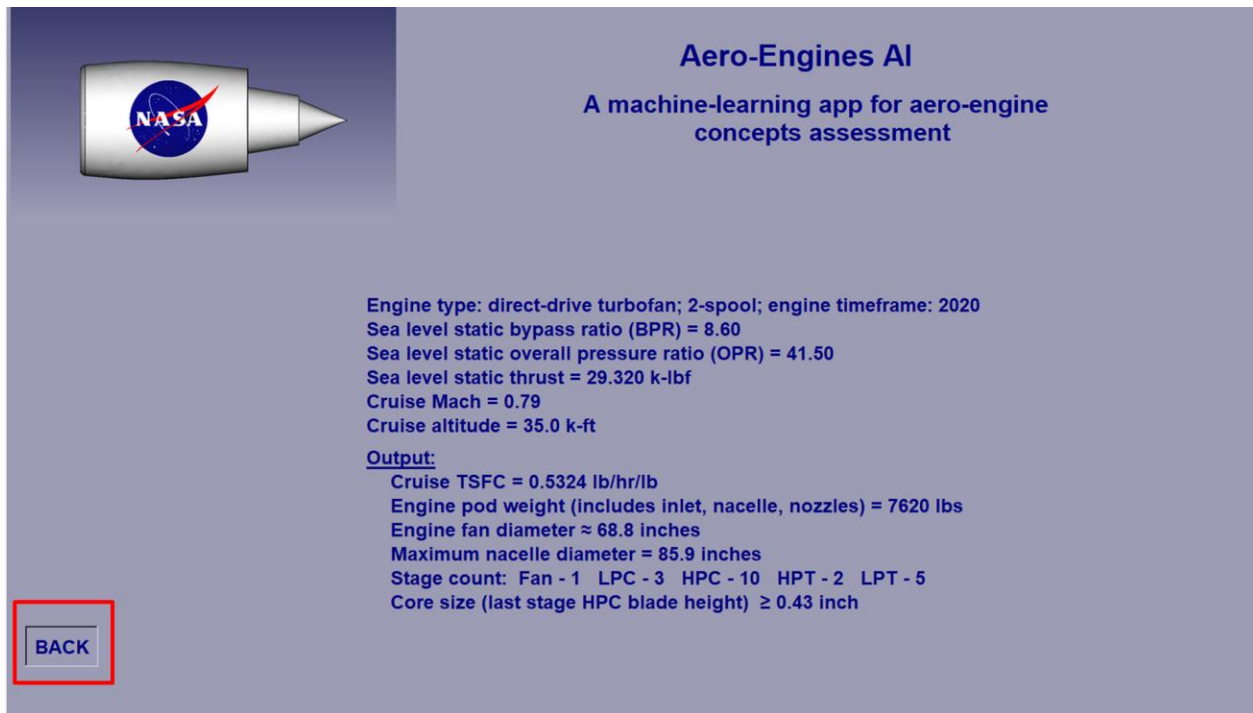 NASA
Aero-Engines AI
A machine-learning app for aero-engine
concepts assessment
Engine type: direct-drive turbofan; 2-spool; engine timeframe: 2020
Sea level static bypass ratio (BPR) = 8.60
Sea level static overall pressure ratio (OPR) = 41.50
Sea level static thrust = 29.320 k-lbf
Cruise Mach = 0.79
Cruise altitude = 35.0 k-ft
Output:
Cruise TSFC = 0.5324 lb/hr/lb
Engine pod weight (includes inlet, nacelle, nozzles) = 7620 lbs
Engine fan diameter ≈ 68.8 inches
Maximum nacelle diameter = 85.9 inches
Stage count: Fan - 1 LPC - 3 HPC - 10 HPT - 2 LPT - 5
Core size (last stage HPC blade height) ≥ 0.43 inch
BACK